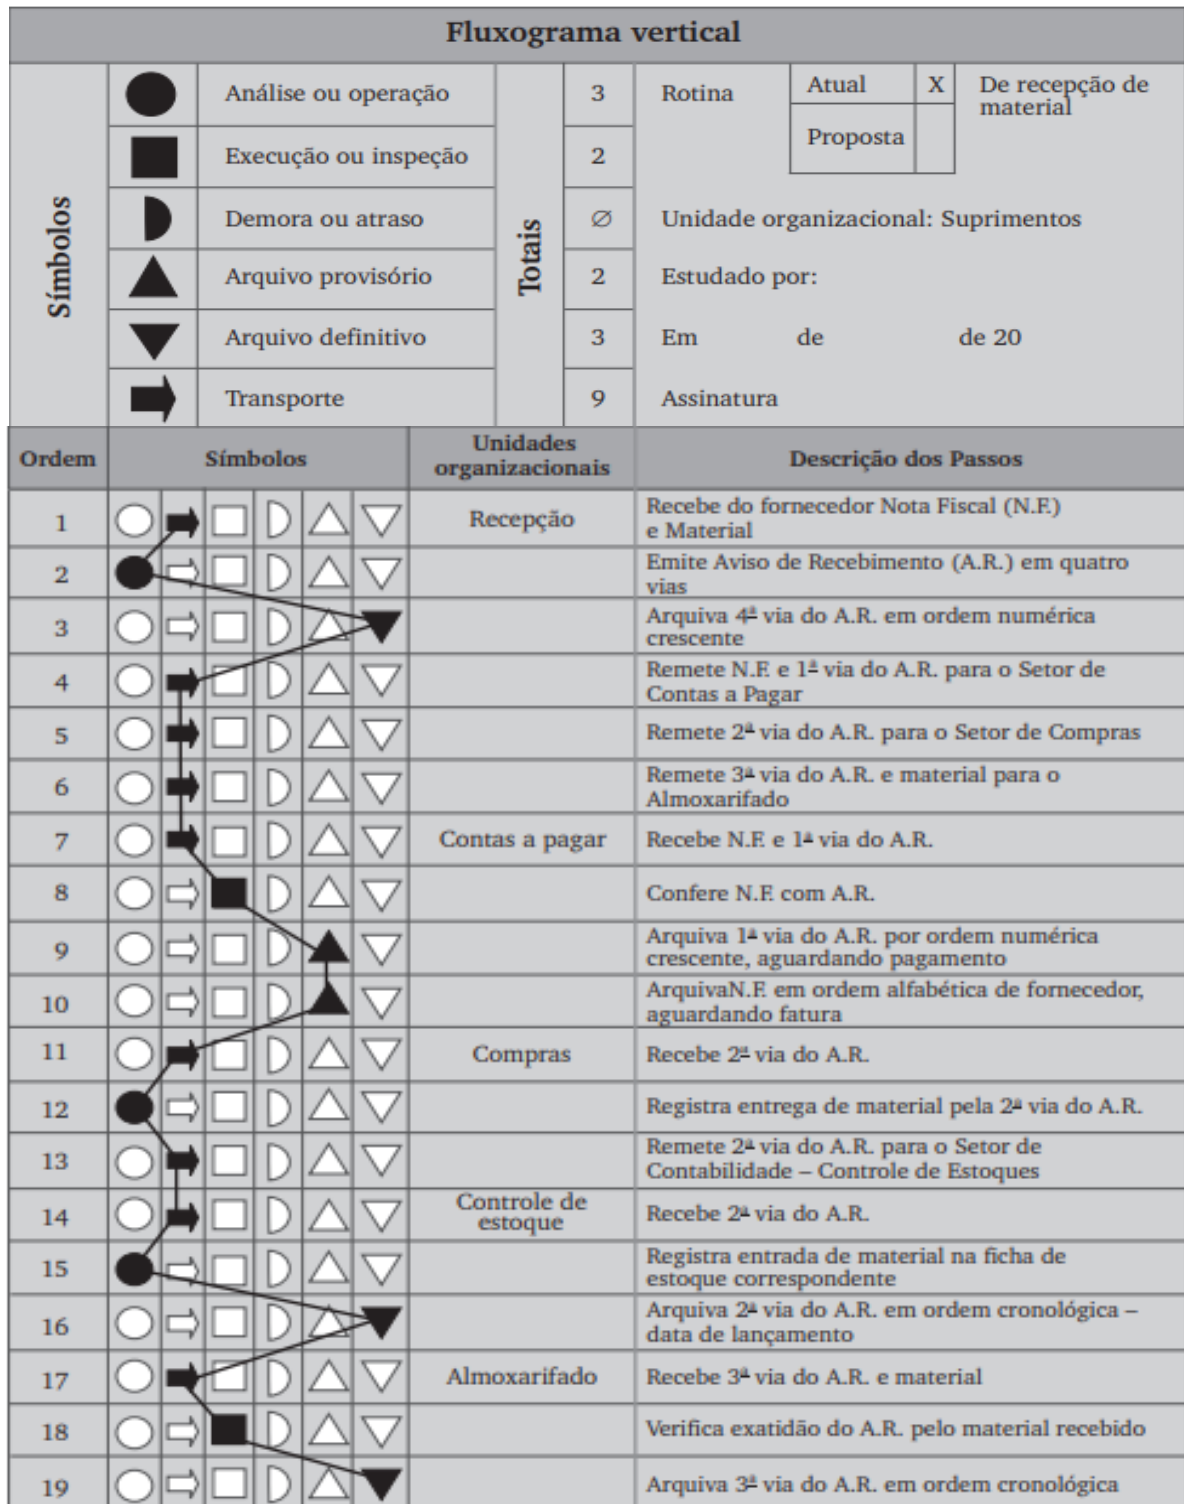 Fluxograma vertical
Símbolos
Análise ou operação
Execução ou inspeção
Demora ou atraso
Arquivo provisório
Arquivo definitivo
Transporte
Totais
3
2
∅
2
3
9
Rotina
Atual X
Proposta
De recepção de
material
Unidade organizacional: Suprimentos
Estudado por:
Em de de 20
Assinatura
Ordem Símbolos Unidades
organizacionais Descrição dos Passos
1 Recepção Recebe do fornecedor Nota Fiscal (N.F.)
e Material
2 Emite Aviso de Recebimento (A.R.) em quatro
vias
3 Arquiva 4ª via do A.R. em ordem numérica
crescente
4 Remete N.F. e 1ª via do A.R. para o Setor de
Contas a Pagar
5 Remete 2ª via do A.R. para o Setor de Compras
6 Remete 3ª via do A.R. e material para o
Almoxarifado
7 Contas a pagar Recebe N.F. e 1ª via do A.R.
8 Confere N.F. com A.R.
9 Arquiva 1ª via do A.R. por ordem numérica
crescente, aguardando pagamento
10 ArquivaN.F. em ordem alfabética de fornecedor,
aguardando fatura
11 Compras Recebe 2ª via do A.R.
12 Registra entrega de material pela 2ª via do A.R.
13 Remete 2ª via do A.R. para o Setor de
Contabilidade – Controle de Estoques
14 Controle de
estoque Recebe 2ª via do A.R.
15 Registra entrada de material na ficha de
estoque correspondente
16 Arquiva 2ª via do A.R. em ordem cronológica –
data de lançamento
17 Almoxarifado Recebe 3ª via do A.R. e material
18 Verifica exatidão do A.R. pelo material recebido
19 Arquiva 3ª via do A.R. em ordem cronológica